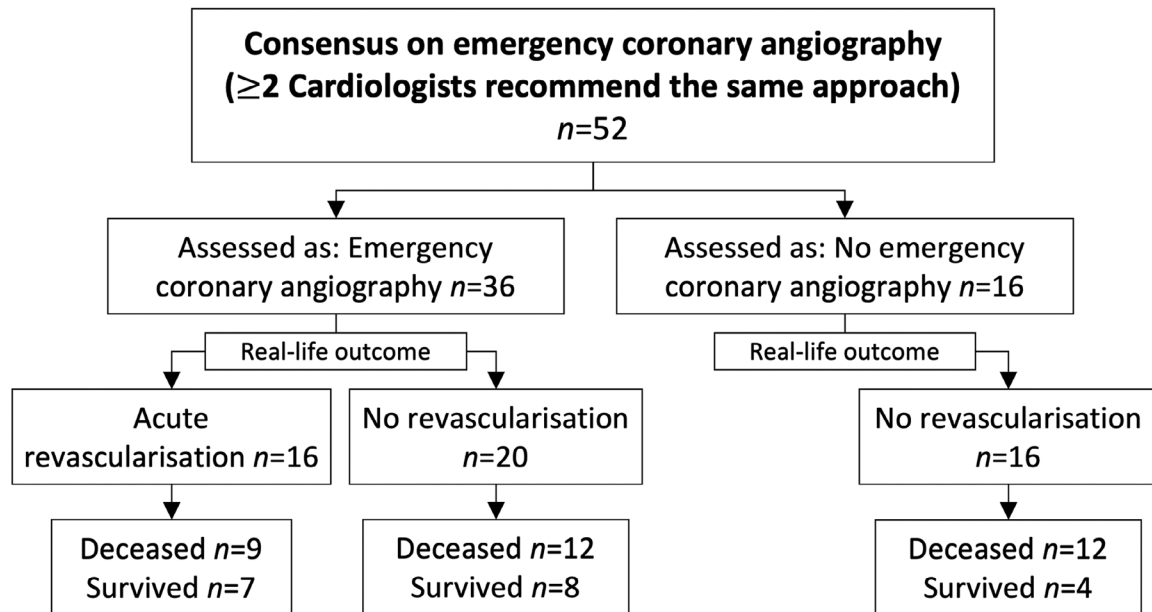 Consensus on emergency coronary angiography
(≥2 Cardiologists recommend the same approach)
n=52
Assessed as: Emergency
coronary angiography n=36
Assessed as: No emergency
coronary angiography n=16
Real-life outcome
Real-life outcome
Acute
revascularisation n=16
No revascularisation
n=20
No revascularisation
n=16
Deceased n=9
Survived n=7
Deceased n=12
Survived n=8
Deceased n=12
Survived n=4